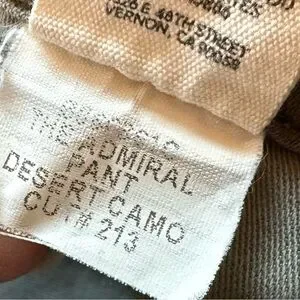 E 48TH STREET
VERNON, CA 90058
THE ADMIRAL
PANT
DESERT CAMO
CUT# 213